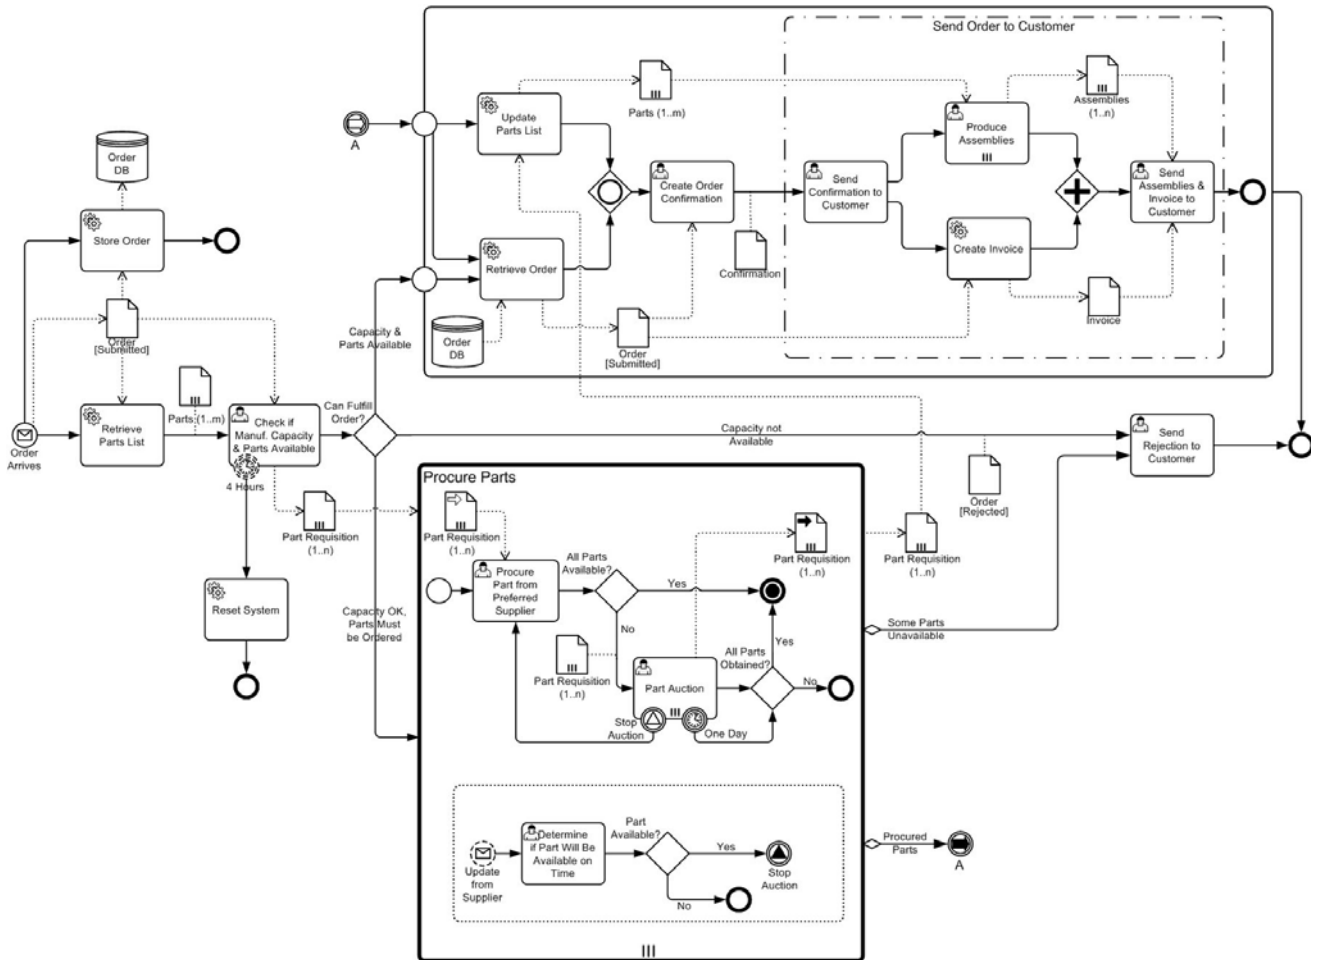 Send Order to Customer
Update
Parts List
Parts (1..m)
Assemblies
(1..n)
Produce
Assemblies
A
Order
DB
Create Order
Confirmation
Send
Confirmation to
Customer
Send
Assemblies &
Invoice to
Customer
Store Order
Retrieve Order
Create Invoice
Confirmation
Invoice
Order
[Submitted]
Capacity &
Parts Available
Order
DB
Order
[Submitted]
Order
Arrives
Retrieve
Parts List
Parts (1..m)
Check if
Manuf. Capacity
& Parts Available
4 Hours
Can Fulfill
Order?
Capacity not
Available
Send
Rejection to
Customer
Order
[Rejected]
Part Requisition
(1..n)
Procure Parts
Part Requisition
(1..n)
Part Requisition
(1..n)
Part Requisition
(1..n)
Procure
Part from
Preferred
Supplier
All Parts
Available?
Yes
No
Reset System
Capacity OK,
Parts Must
be Ordered
Part Requisition
(1..n)
Part Auction
All Parts
Obtained?
Yes
No
Some Parts
Unavailable
Stop
Auction
One Day
Update
from
Supplier
Determine
if Part Will Be
Available on
Time
Part
Available?
Yes
No
Stop
Auction
Procured
Parts
A